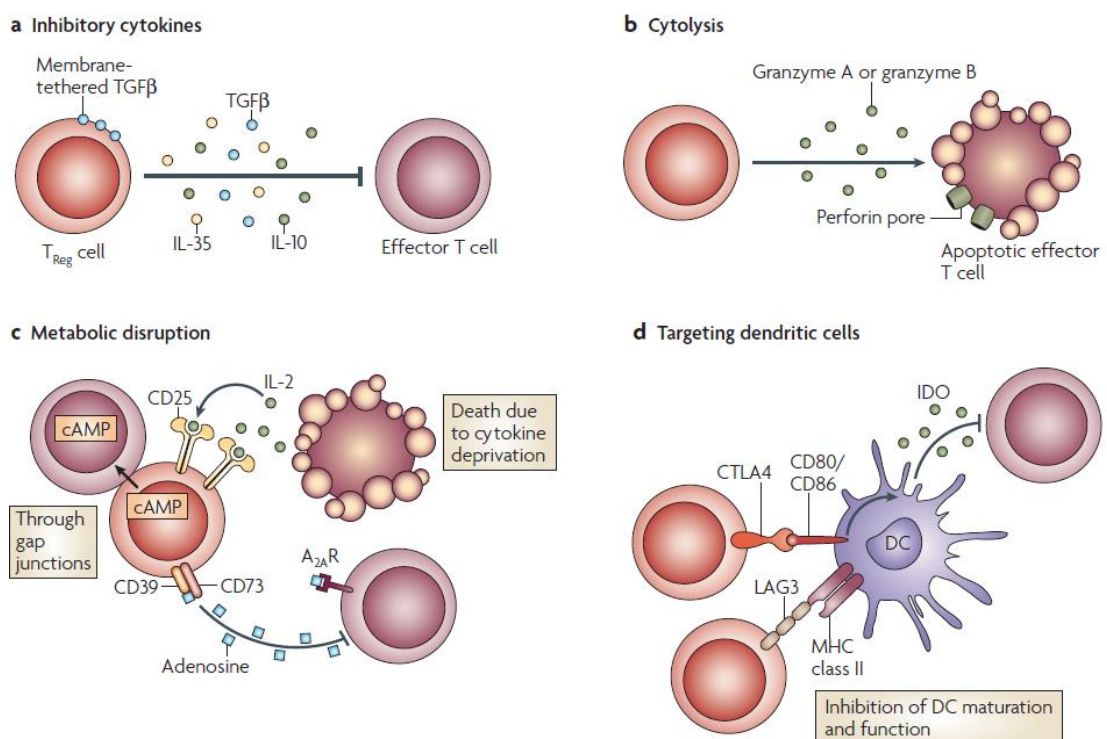 a Inhibitory cytokines
Membrane-
tethered TGFβ
TGFβ
IL-35
IL-10
T_Reg cell
Effector T cell
b Cytolysis
Granzyme A or granzyme B
Perforin pore
Apoptotic effector
T cell
c Metabolic disruption
IL-2
CD25
cAMP
cAMP
Death due
to cytokine
deprivation
Through
gap
junctions
CD39
CD73
A_2AR
Adenosine
d Targeting dendritic cells
IDO
CTLA4
CD80/
CD86
DC
LAG3
MHC
class II
Inhibition of DC maturation
and function